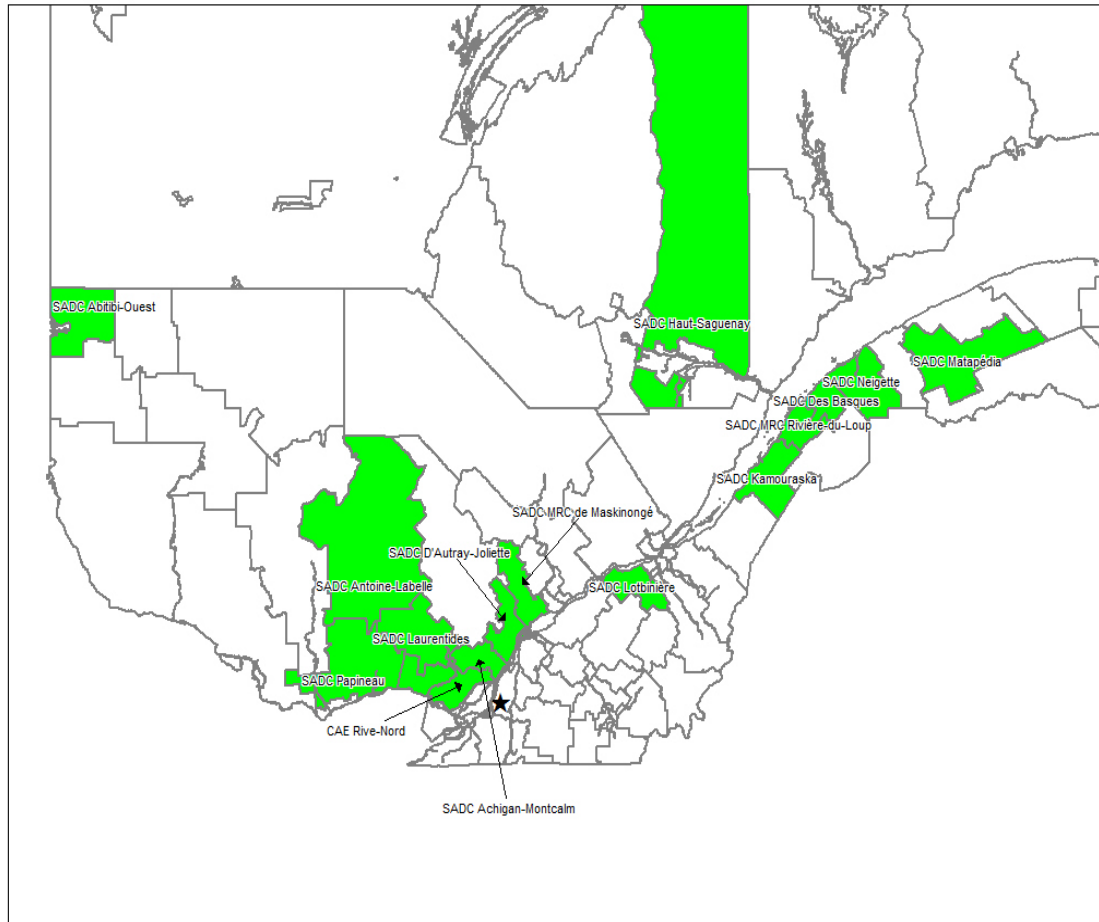 SADC Abitibi-Ouest
SADC Haut-Saguenay
SADC Matapédia
SADC Neigette
SADC Des Basques
SADC MRC Rivière-du-Loup
SADC Kamouraska
SADC MRC de Maskinongé
SADC D'Autray-Joliette
SADC Antoine-Labelle
SADC Lotbinière
SADC Laurentides
SADC Papineau
CAE Rive-Nord
SADC Achigan-Montcalm